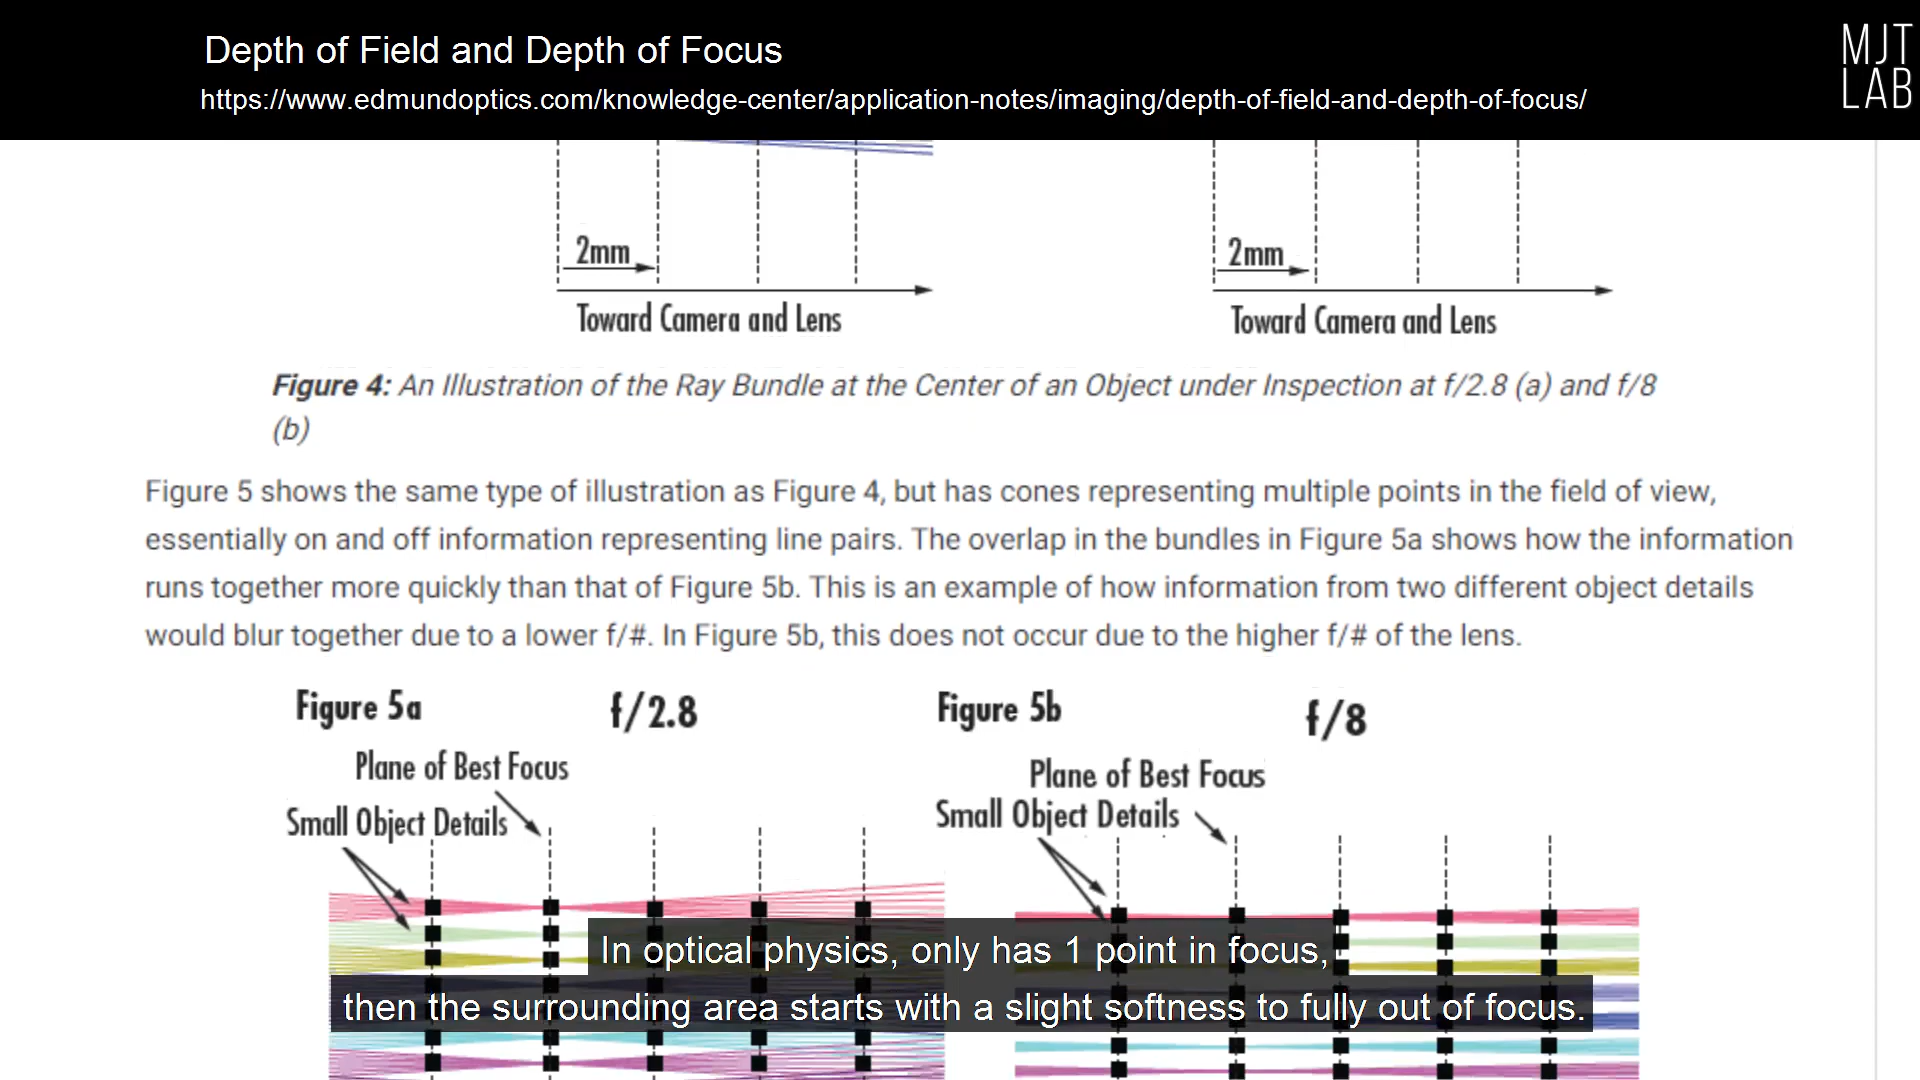 Depth of Field and Depth of Focus
https://www.edmundoptics.com/knowledge-center/application-notes/imaging/depth-of-field-and-depth-of-focus/
MJT
LAB
2mm
Toward Camera and Lens
2mm
Toward Camera and Lens
Figure 4: An Illustration of the Ray Bundle at the Center of an Object under Inspection at f/2.8 (a) and f/8
(b)
Figure 5 shows the same type of illustration as Figure 4, but has cones representing multiple points in the field of view,
essentially on and off information representing line pairs. The overlap in the bundles in Figure 5a shows how the information
runs together more quickly than that of Figure 5b. This is an example of how information from two different object details
would blur together due to a lower f/#. In Figure 5b, this does not occur due to the higher f/# of the lens.
Figure 5a
f/2.8
Plane of Best Focus
Small Object Details
Figure 5b
f/8
Plane of Best Focus
Small Object Details
In optical physics, only has 1 point in focus,
then the surrounding area starts with a slight softness to fully out of focus.